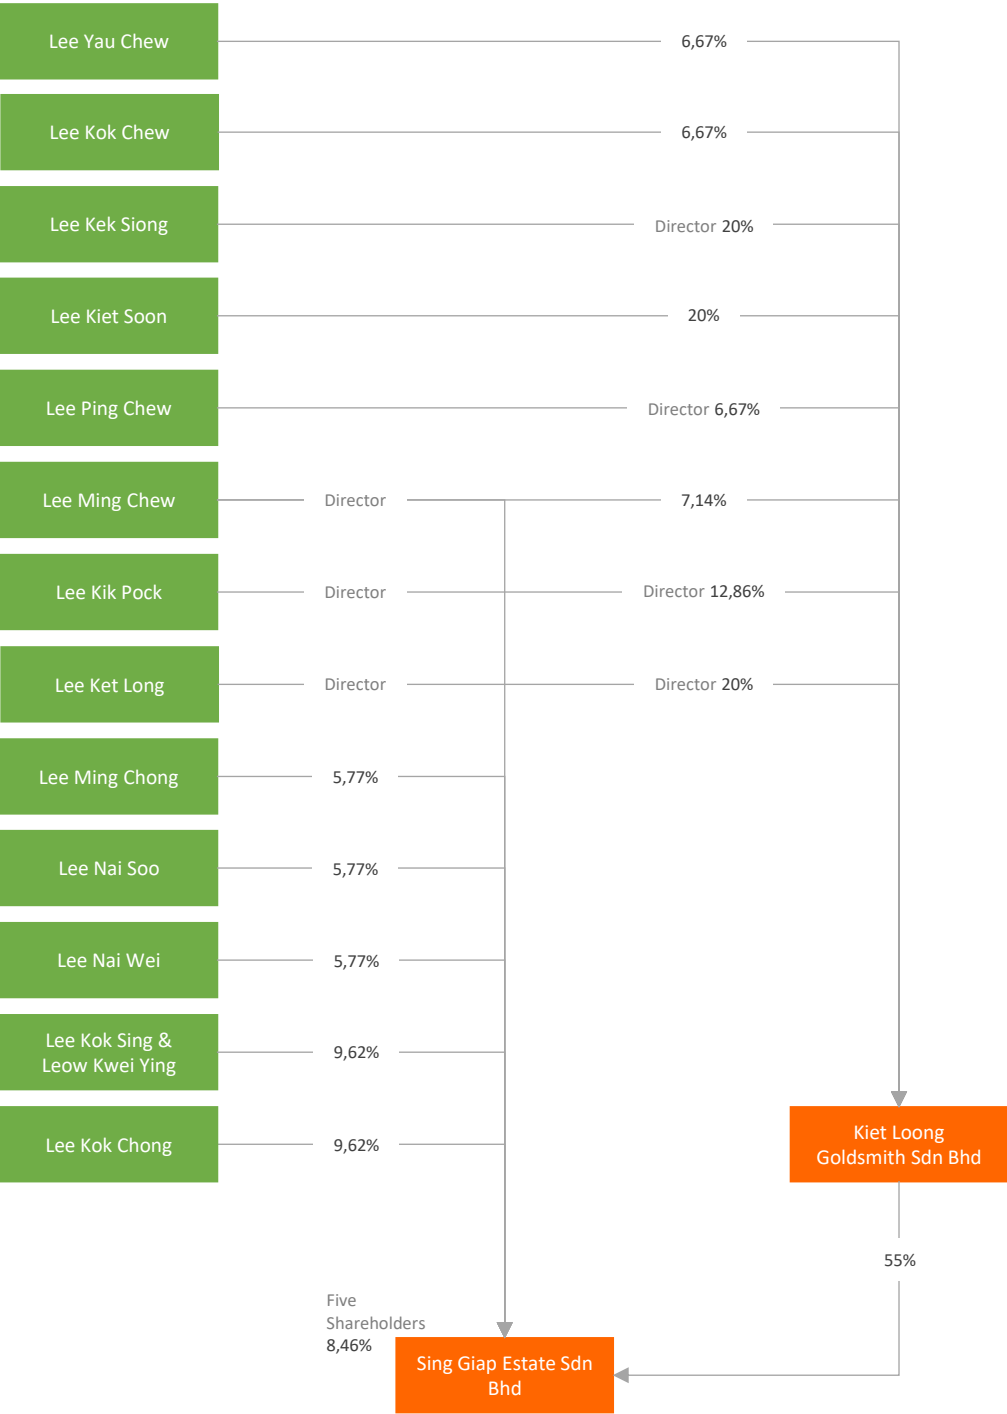 Lee Yau Chew
6,67%
Lee Kok Chew
6,67%
Lee Kek Siong
Director 20%
Lee Kiet Soon
20%
Lee Ping Chew
Director 6,67%
Lee Ming Chew
Director
7,14%
Lee Kik Pock
Director
Director 12,86%
Lee Ket Long
Director
Director 20%
Lee Ming Chong
5,77%
Lee Nai Soo
5,77%
Lee Nai Wei
5,77%
Lee Kok Sing &
Leow Kwei Ying
9,62%
Lee Kok Chong
9,62%
Kiet Loong
Goldsmith Sdn Bhd
55%
Five
Shareholders
8,46%
Sing Giap Estate Sdn
Bhd